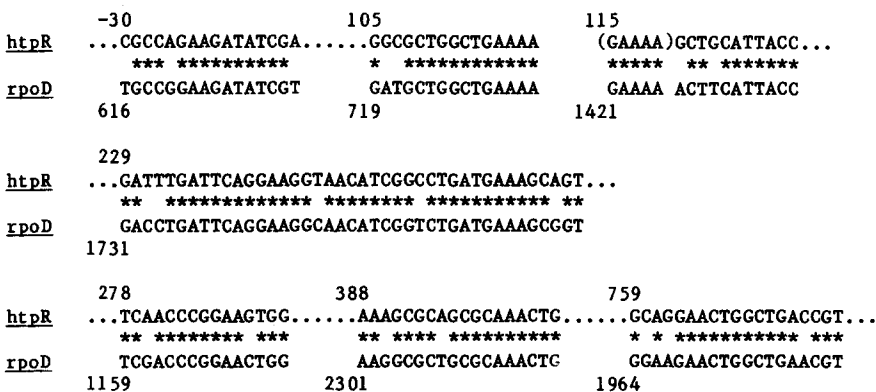 -30 105 115
htpR ...CGCCAGAAGATATCGA......GGCGCTGGCTGAAAA (GAAAA)GCTGCATTACC...
*** ********** * ************ ***** ** *******
rpoD TGCCGGAAGATATCGT GATGCTGGCTGAAAA GAAAA ACTTCATTACC
616 719 1421
229
htpR ...GATTTGATTCAGGAAGGTAACATCGGCCTGATGAAAGCAGT...
** ************* ******** *********** **
rpoD GACCTGATTCAGGAAGGCAACATCGGTCTGATGAAAGCGGT
1731
278 388 759
htpR ...TCAACCCGGAAGTGG......AAAGCGCAGCGCAAACTG......GCAGGAACTGGCTGACCGT...
** ******** *** ** **** ********** * * *********** ***
rpoD TCGACCCGGAACTGG AAGGCGCTGCGCAAACTG GGAAGAACTGGCTGAACGT
1159 2301 1964